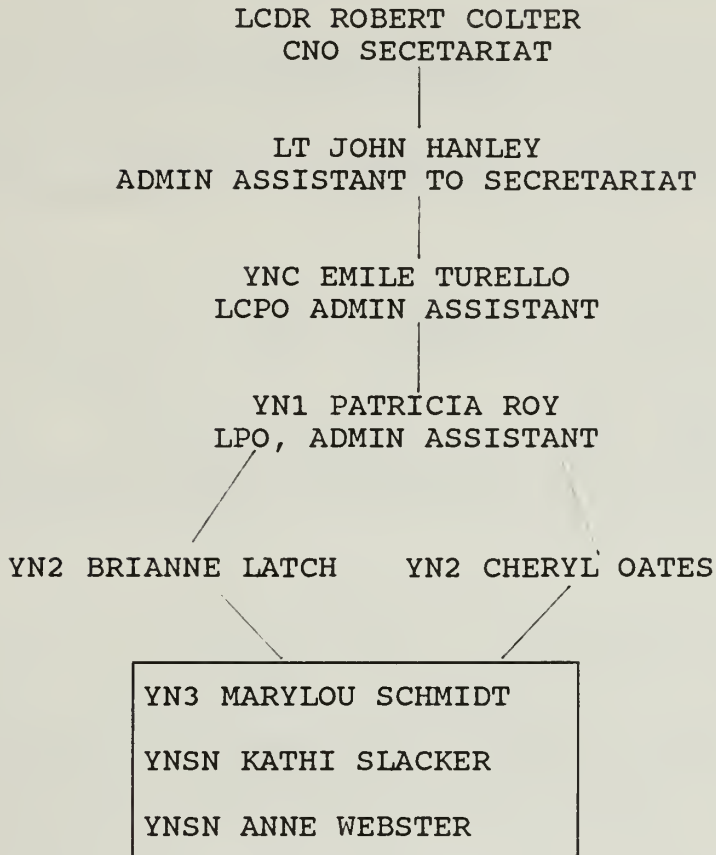 LCDR ROBERT COLTER
CNO SECETARIAT
LT JOHN HANLEY
ADMIN ASSISTANT TO SECRETARIAT
YNC EMILE TURELLO
LCPO ADMIN ASSISTANT
YN1 PATRICIA ROY
LPO, ADMIN ASSISTANT
YN2 BRIANNE LATCH YN2 CHERYL OATES
YN3 MARYLOU SCHMIDT
YNSN KATHI SLACKER
YNSN ANNE WEBSTER